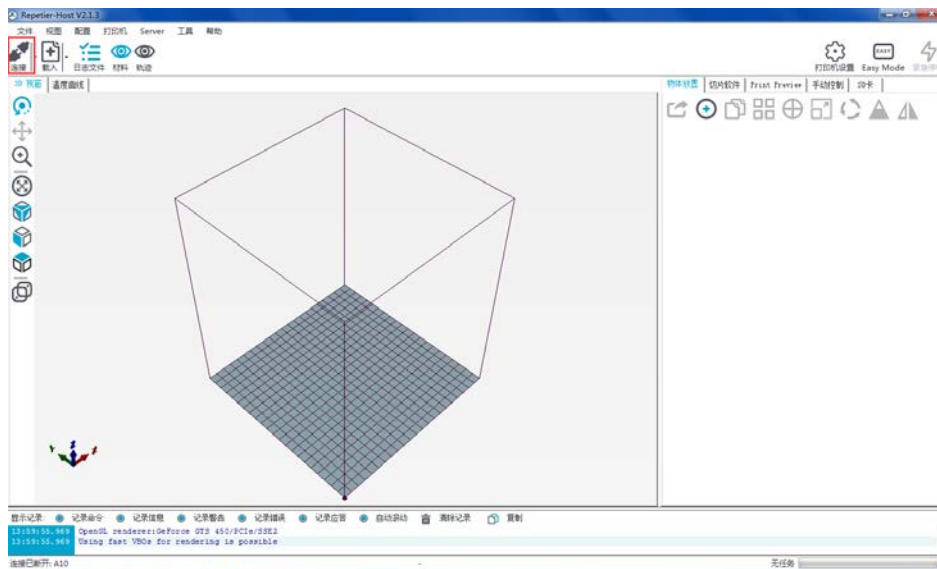 Repetier-Host V2.1.3
文件 视图 配置 打印机 Server 工具 帮助
连接 载入 日志文件 材料 轨迹 打印机设置 EASY Easy Mode
3D 视窗 温度曲线 物体放置 切片软件 Print Preview 手动控制 SD卡
显示记录: 记录命令 记录信息 记录警告 记录错误 记录应答 自动滚动 清除记录 复制
13:59:55.969 OpenGL renderer:GeForce GTS 450/PCIe/SSE2
13:59:55.969 Using fast VBOs for rendering is possible
连接已断开: A10 - 无任务